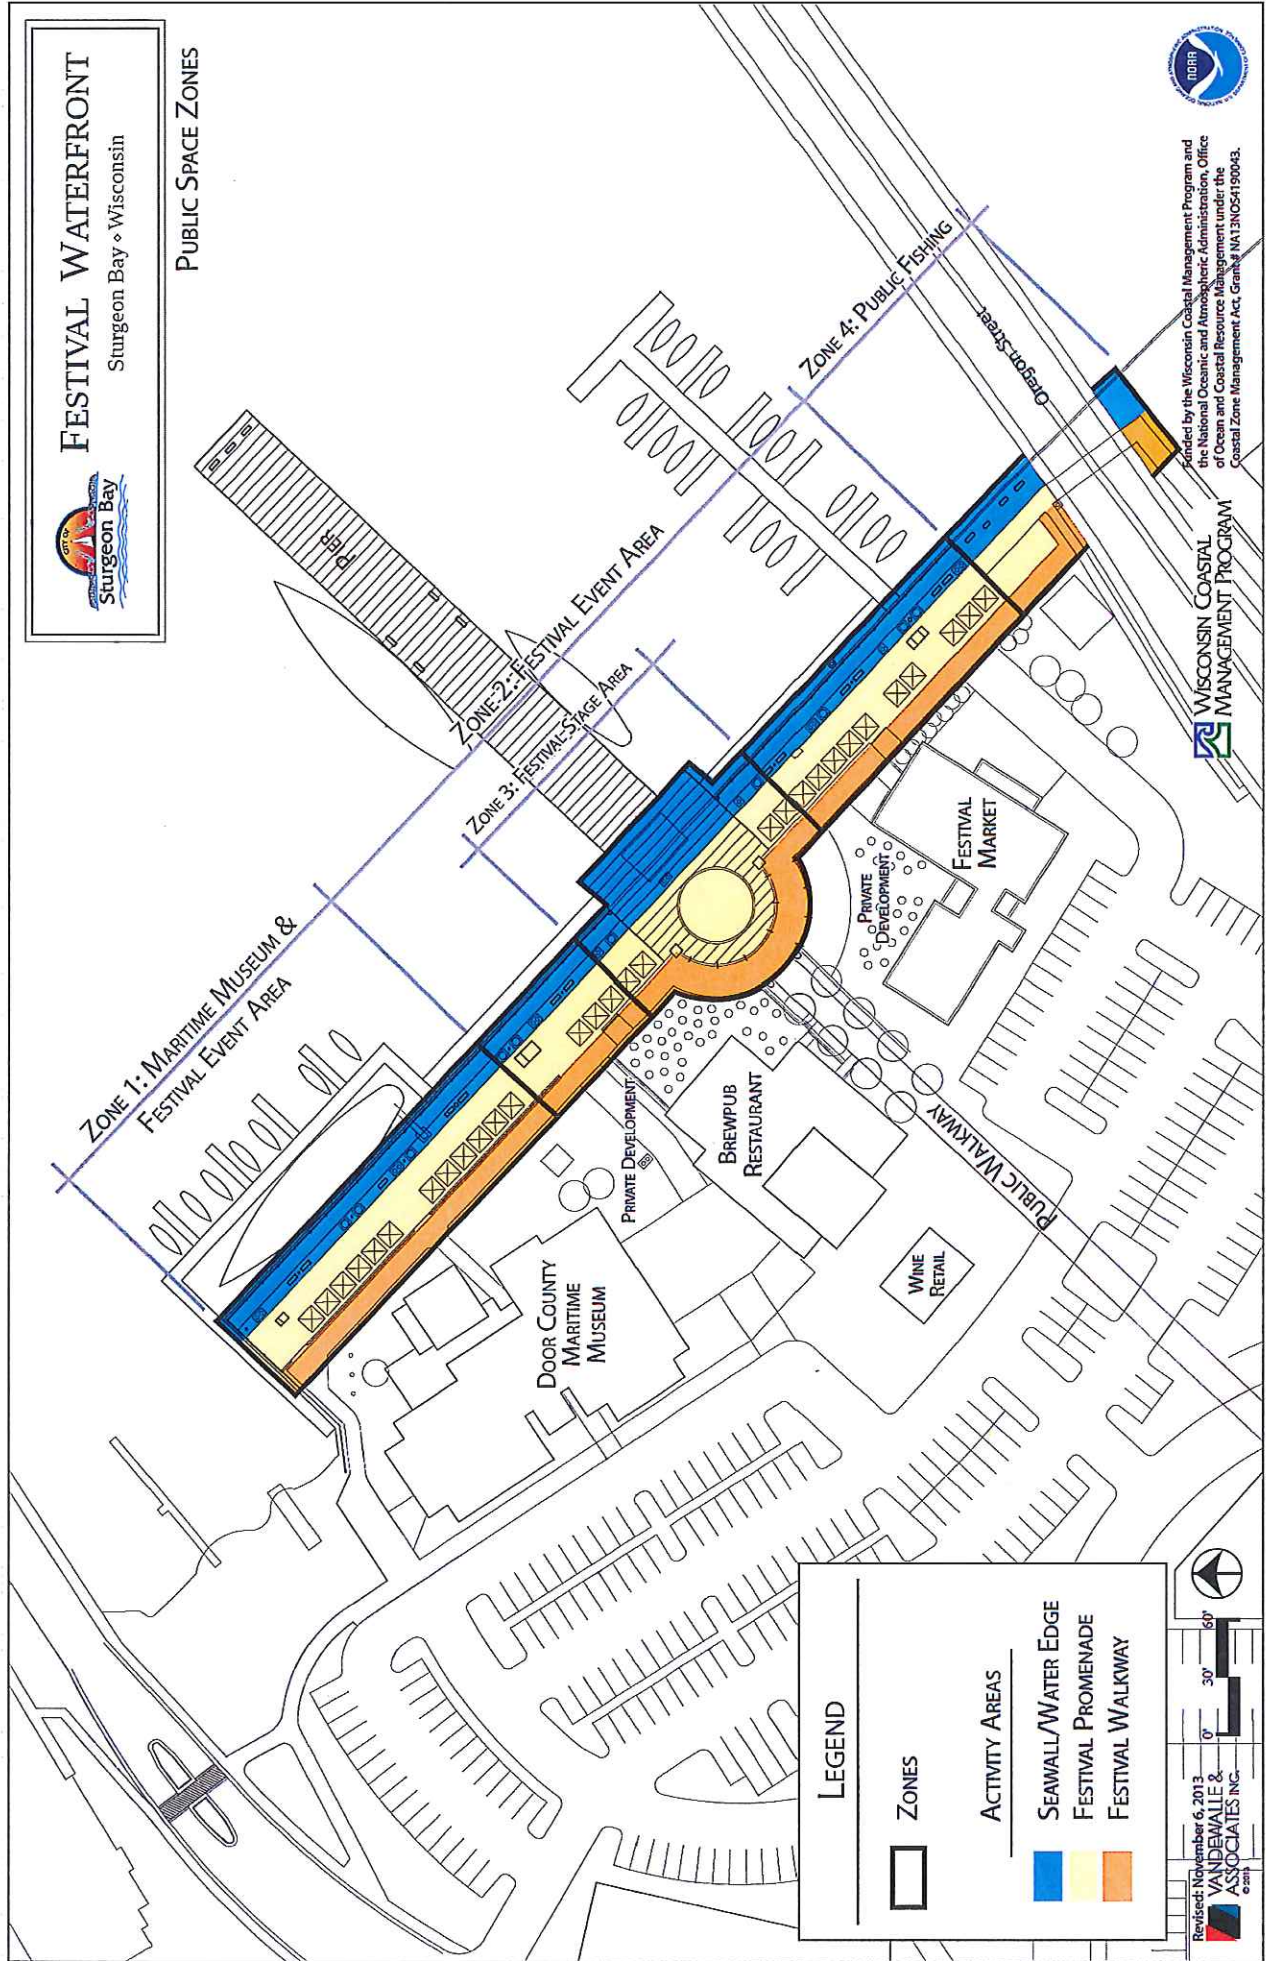 CITY OF
Sturgeon Bay
FESTIVAL WATERFRONT
Sturgeon Bay ⋄ Wisconsin
PUBLIC SPACE ZONES
ZONE 1: MARITIME MUSEUM &
FESTIVAL EVENT AREA
ZONE 2: FESTIVAL EVENT AREA
ZONE 3: FESTIVAL STAGE AREA
ZONE 4: PUBLIC FISHING
PIER
Oregon Street
DOOR COUNTY
MARITIME
MUSEUM
PRIVATE DEVELOPMENT
BREWPUB
RESTAURANT
WINE
RETAIL
PUBLIC WALKWAY
PRIVATE
DEVELOPMENT
FESTIVAL
MARKET
LEGEND
ZONES
ACTIVITY AREAS
SEAWALL/WATER EDGE
FESTIVAL PROMENADE
FESTIVAL WALKWAY
Revised: November 6, 2013
VANDEWALLE &
ASSOCIATES INC.
© 2013
0' 30' 60'
WISCONSIN COASTAL
MANAGEMENT PROGRAM
Funded by the Wisconsin Coastal Management Program and
the National Oceanic and Atmospheric Administration, Office
of Ocean and Coastal Resource Management under the
Coastal Zone Management Act, Grant # NA13NOS4190043.
NOAA